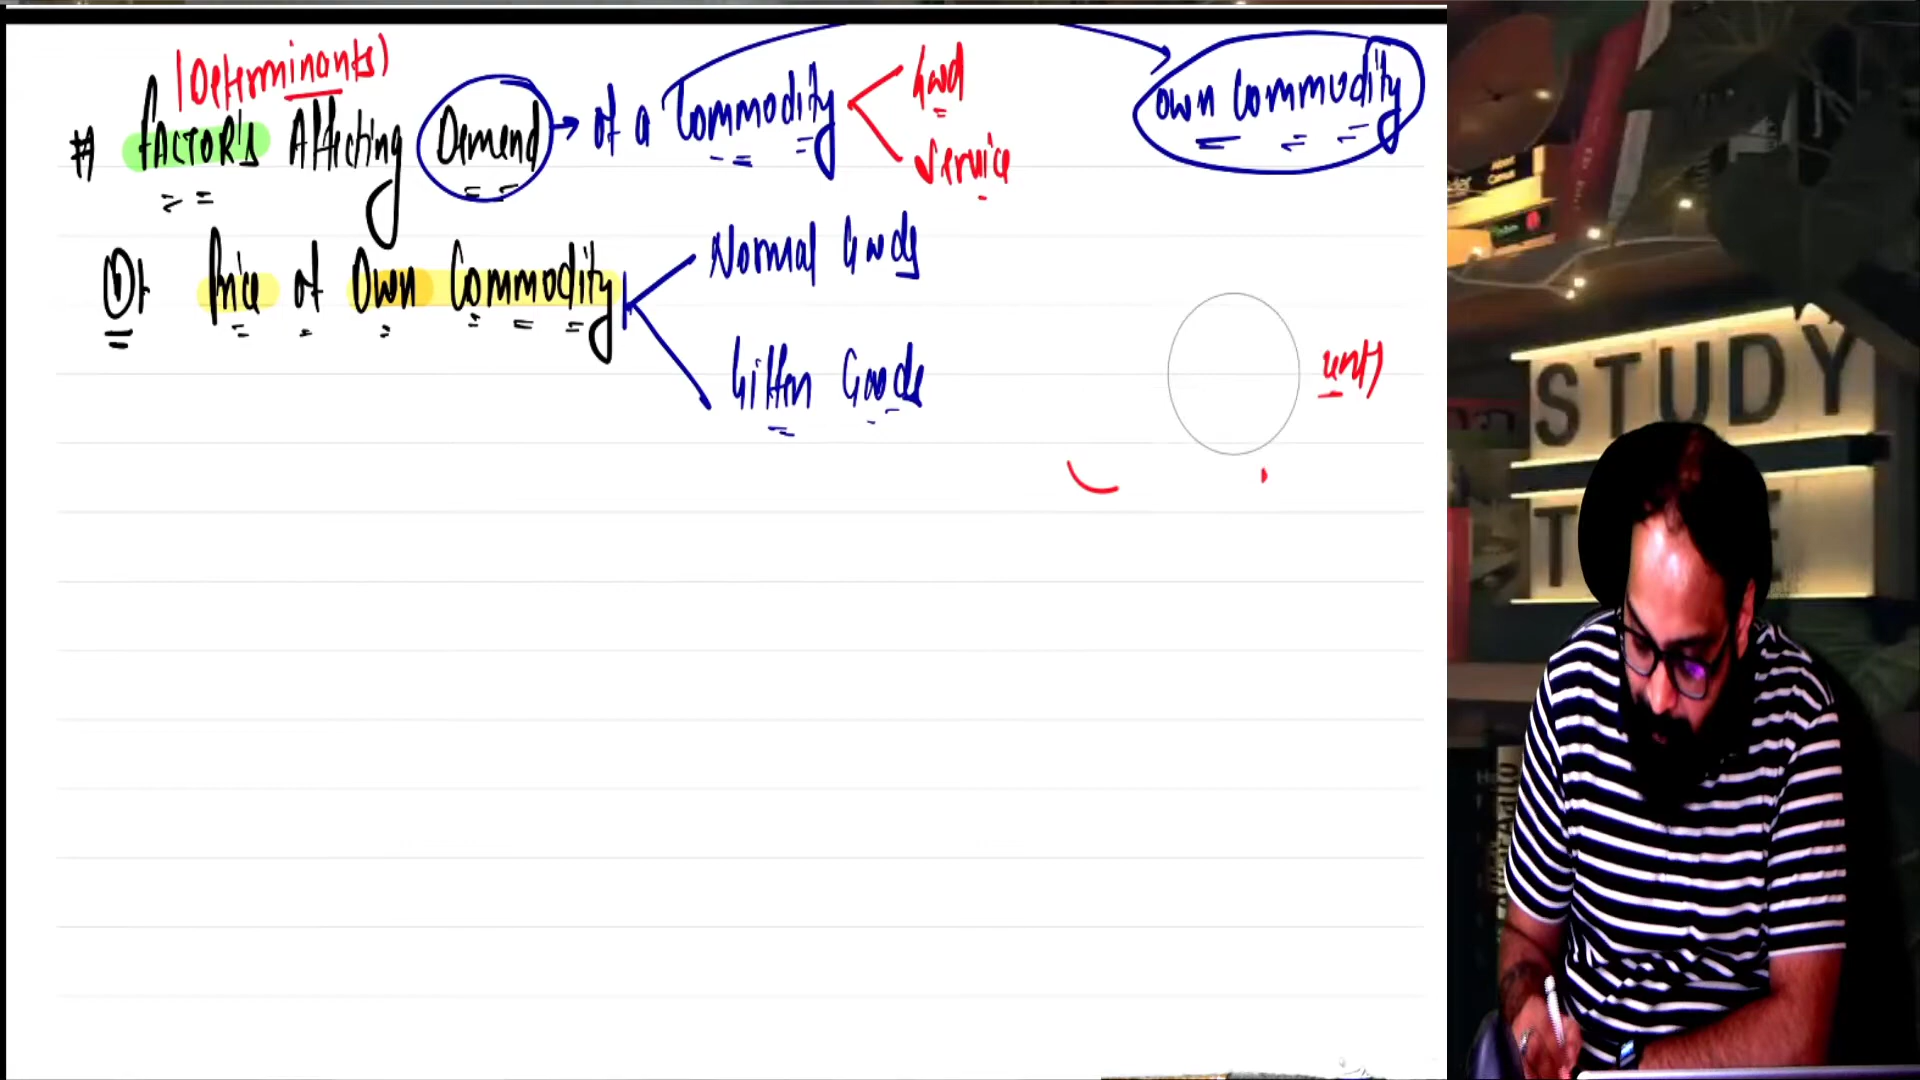 (Determinants)
# FACTOR'S Affecting Demand → of a Commodity
Good
Service
own commodity
① Price of Own Commodity
Normal Goods
Giffen Goods
STUDY